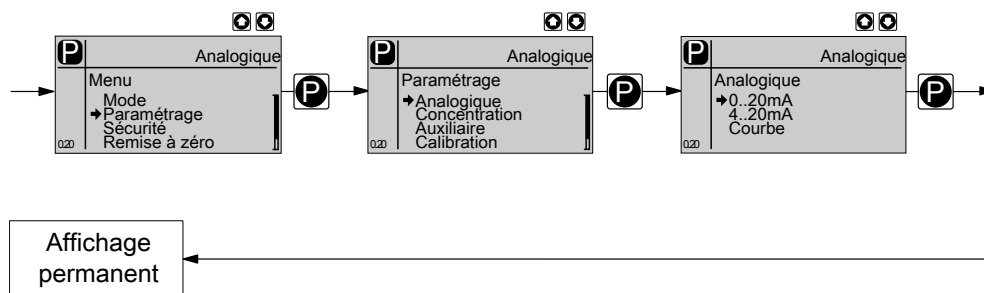 P Analogique
Menu
Mode
Paramétrage
Sécurité
Remise à zéro
0.20
P
P Analogique
Paramétrage
Analogique
Concentration
Auxiliaire
Calibration
0.20
P
P Analogique
Analogique
0..20mA
4..20mA
Courbe
0.20
P
Affichage
permanent